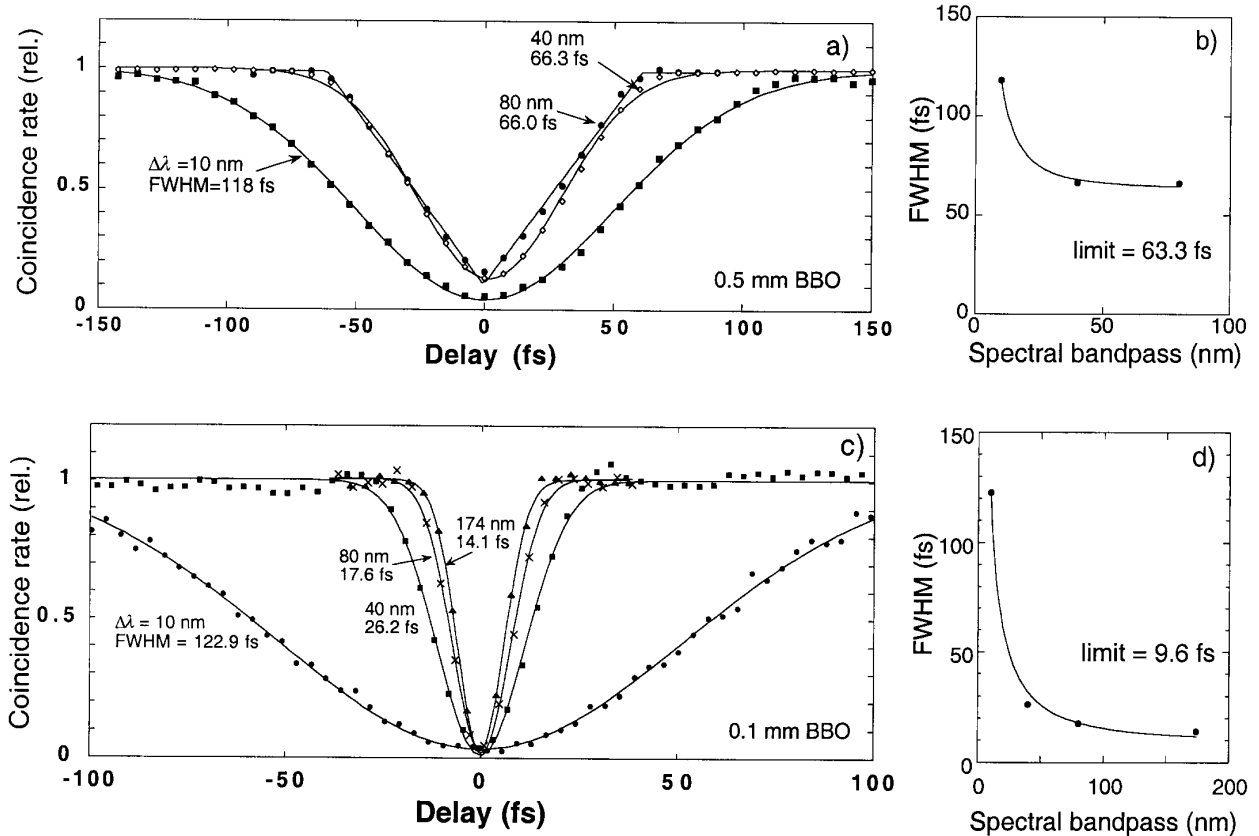 a)
Coincidence rate (rel.)
1
0.5
0
40 nm
66.3 fs
80 nm
66.0 fs
Δλ =10 nm
FWHM=118 fs
0.5 mm BBO
-150 -100 -50 0 50 100 150
Delay (fs)
b)
FWHM (fs)
150
100
50
0
limit = 63.3 fs
0 50 100
Spectral bandpass (nm)
c)
Coincidence rate (rel.)
1
0.5
0
174 nm
14.1 fs
80 nm
17.6 fs
40 nm
26.2 fs
Δλ = 10 nm
FWHM = 122.9 fs
0.1 mm BBO
-100 -50 0 50 100
Delay (fs)
d)
FWHM (fs)
150
100
50
0
limit = 9.6 fs
0 100 200
Spectral bandpass (nm)